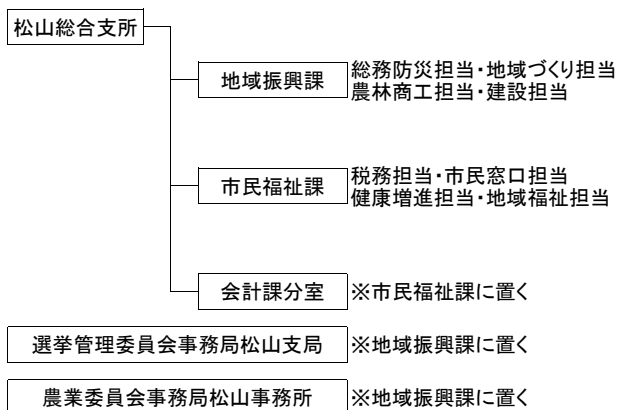 松山総合支所
地域振興課
総務防災担当・地域づくり担当
農林商工担当・建設担当
市民福祉課
税務担当・市民窓口担当
健康増進担当・地域福祉担当
会計課分室
※市民福祉課に置く
選挙管理委員会事務局松山支局
※地域振興課に置く
農業委員会事務局松山事務所
※地域振興課に置く